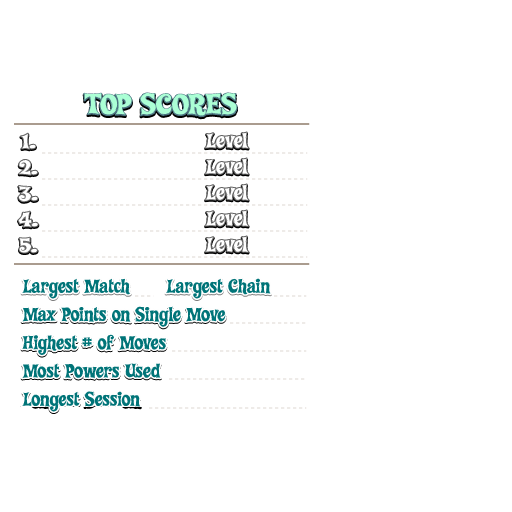 TOP SCORES
1. Level
2. Level
3. Level
4. Level
5. Level
Largest Match Largest Chain
Max Points on Single Move
Highest # of Moves
Most Powers Used
Longest Session